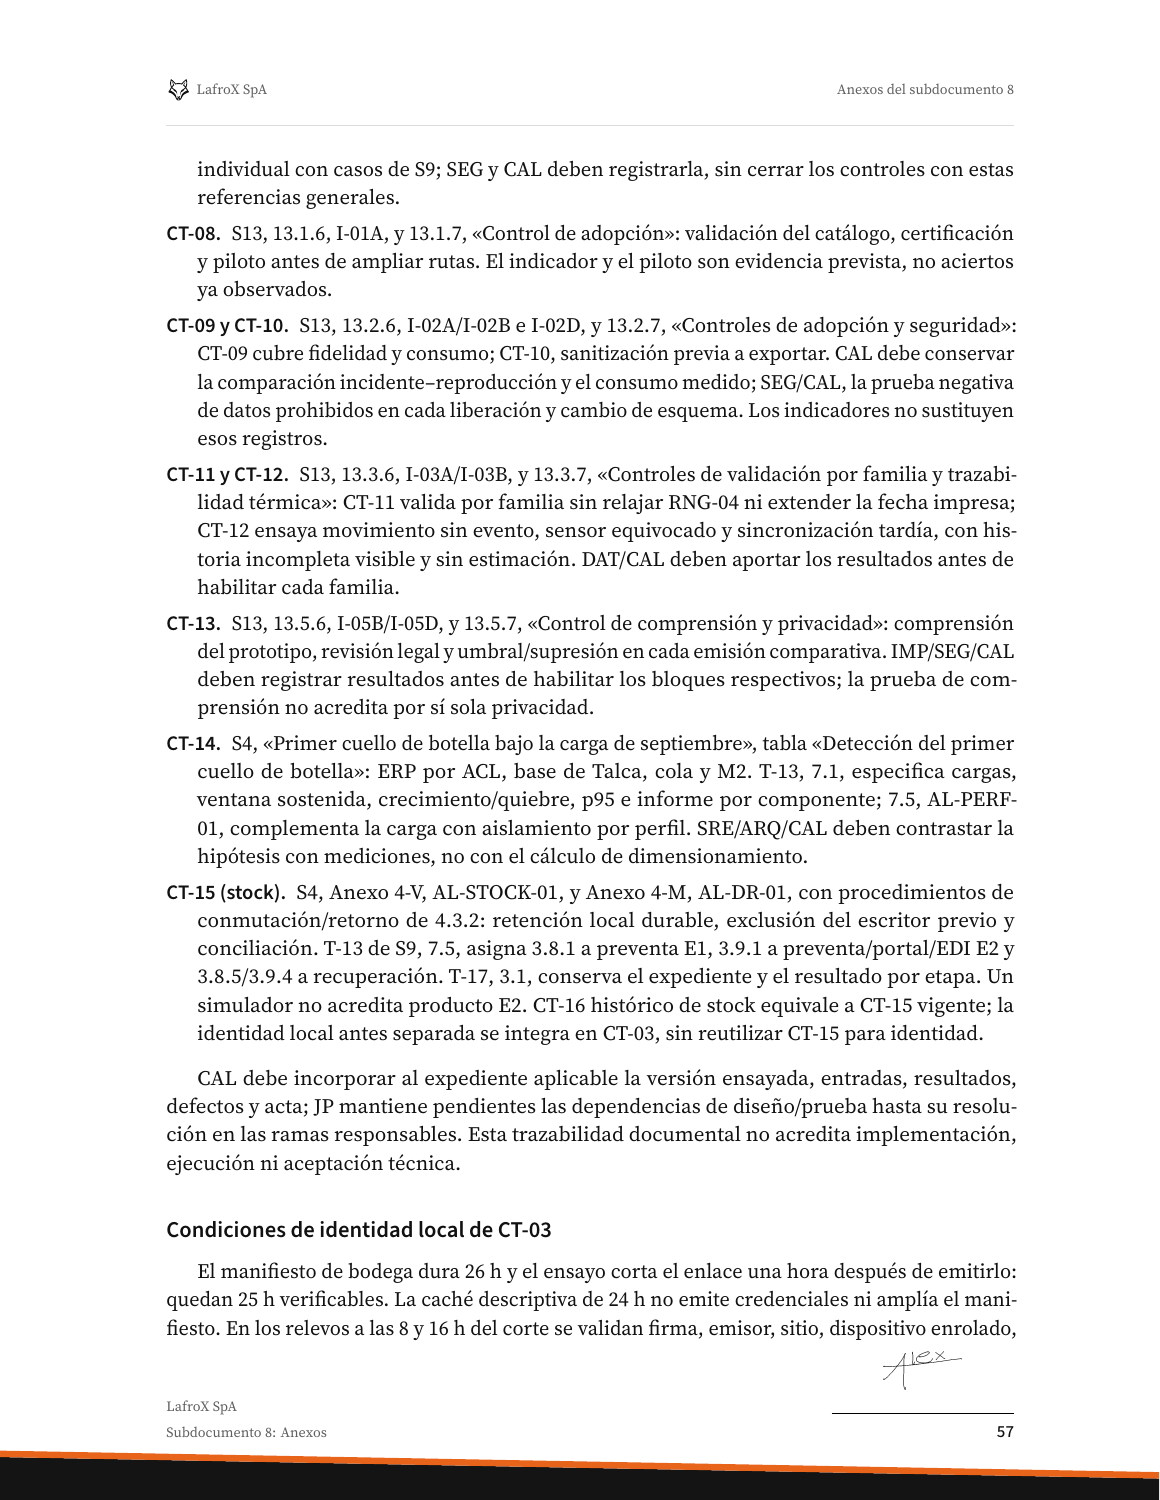 LafroX SpA
Anexos del subdocumento 8
individual con casos de S9; SEG y CAL deben registrarla, sin cerrar los controles con estas
referencias generales.
CT-08. S13, 13.1.6, I-01A, y 13.1.7, «Control de adopción»: validación del catálogo, certificación
y piloto antes de ampliar rutas. El indicador y el piloto son evidencia prevista, no aciertos
ya observados.
CT-09 y CT-10. S13, 13.2.6, I-02A/I-02B e I-02D, y 13.2.7, «Controles de adopción y seguridad»:
CT-09 cubre fidelidad y consumo; CT-10, sanitización previa a exportar. CAL debe conservar
la comparación incidente–reproducción y el consumo medido; SEG/CAL, la prueba negativa
de datos prohibidos en cada liberación y cambio de esquema. Los indicadores no sustituyen
esos registros.
CT-11 y CT-12. S13, 13.3.6, I-03A/I-03B, y 13.3.7, «Controles de validación por familia y trazabi-
lidad térmica»: CT-11 valida por familia sin relajar RNG-04 ni extender la fecha impresa;
CT-12 ensaya movimiento sin evento, sensor equivocado y sincronización tardía, con his-
toria incompleta visible y sin estimación. DAT/CAL deben aportar los resultados antes de
habilitar cada familia.
CT-13. S13, 13.5.6, I-05B/I-05D, y 13.5.7, «Control de comprensión y privacidad»: comprensión
del prototipo, revisión legal y umbral/supresión en cada emisión comparativa. IMP/SEG/CAL
deben registrar resultados antes de habilitar los bloques respectivos; la prueba de com-
prensión no acredita por sí sola privacidad.
CT-14. S4, «Primer cuello de botella bajo la carga de septiembre», tabla «Detección del primer
cuello de botella»: ERP por ACL, base de Talca, cola y M2. T-13, 7.1, especifica cargas,
ventana sostenida, crecimiento/quiebre, p95 e informe por componente; 7.5, AL-PERF-
01, complementa la carga con aislamiento por perfil. SRE/ARQ/CAL deben contrastar la
hipótesis con mediciones, no con el cálculo de dimensionamiento.
CT-15 (stock). S4, Anexo 4-V, AL-STOCK-01, y Anexo 4-M, AL-DR-01, con procedimientos de
conmutación/retorno de 4.3.2: retención local durable, exclusión del escritor previo y
conciliación. T-13 de S9, 7.5, asigna 3.8.1 a preventa E1, 3.9.1 a preventa/portal/EDI E2 y
3.8.5/3.9.4 a recuperación. T-17, 3.1, conserva el expediente y el resultado por etapa. Un
simulador no acredita producto E2. CT-16 histórico de stock equivale a CT-15 vigente; la
identidad local antes separada se integra en CT-03, sin reutilizar CT-15 para identidad.
CAL debe incorporar al expediente aplicable la versión ensayada, entradas, resultados,
defectos y acta; JP mantiene pendientes las dependencias de diseño/prueba hasta su resolu-
ción en las ramas responsables. Esta trazabilidad documental no acredita implementación,
ejecución ni aceptación técnica.
Condiciones de identidad local de CT-03
El manifiesto de bodega dura 26 h y el ensayo corta el enlace una hora después de emitirlo:
quedan 25 h verificables. La caché descriptiva de 24 h no emite credenciales ni amplía el mani-
fiesto. En los relevos a las 8 y 16 h del corte se validan firma, emisor, sitio, dispositivo enrolado,
Alex
LafroX SpA
Subdocumento 8: Anexos
57